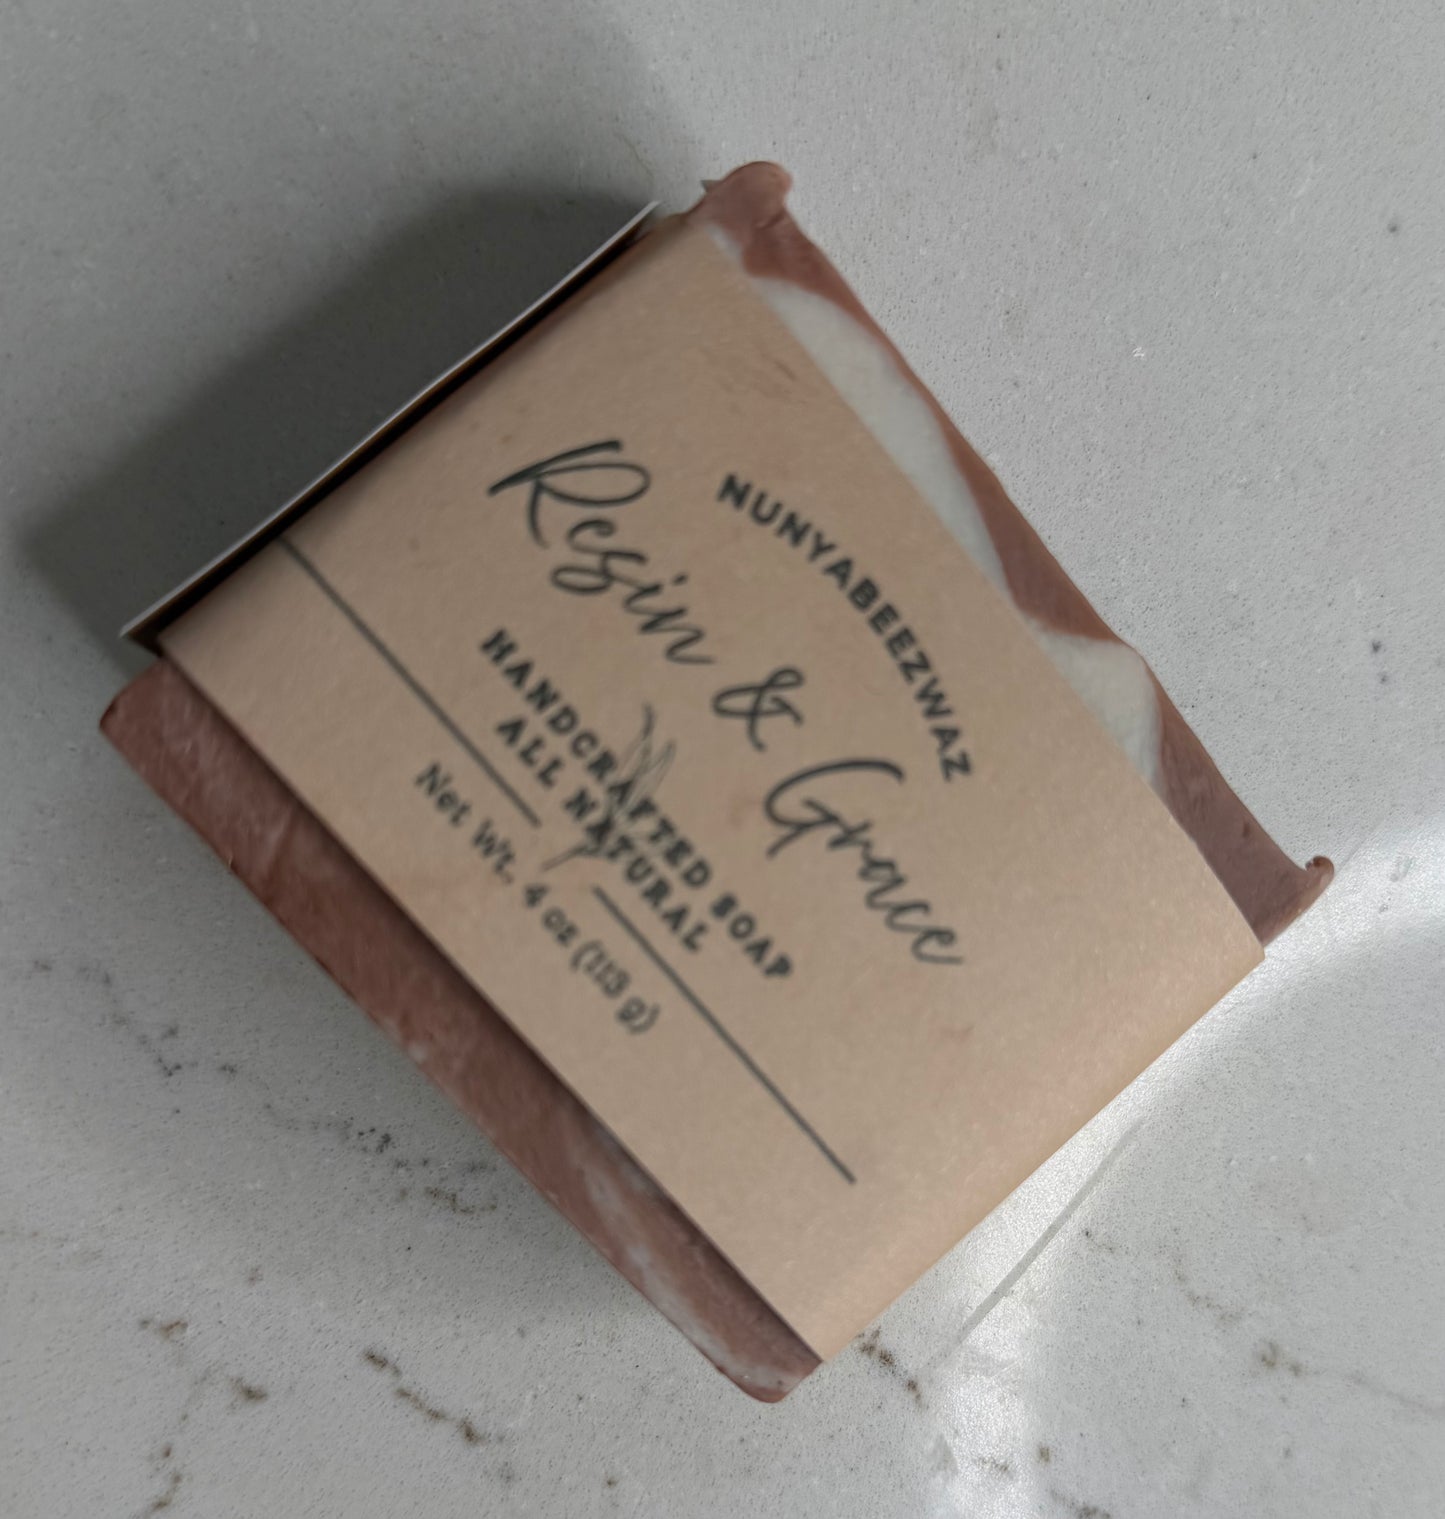 NUNYABEEZWAZ
Resin & Grace
HANDCRAFTED SOAP
ALL NATURAL
Net Wt. 4 oz (113 g)